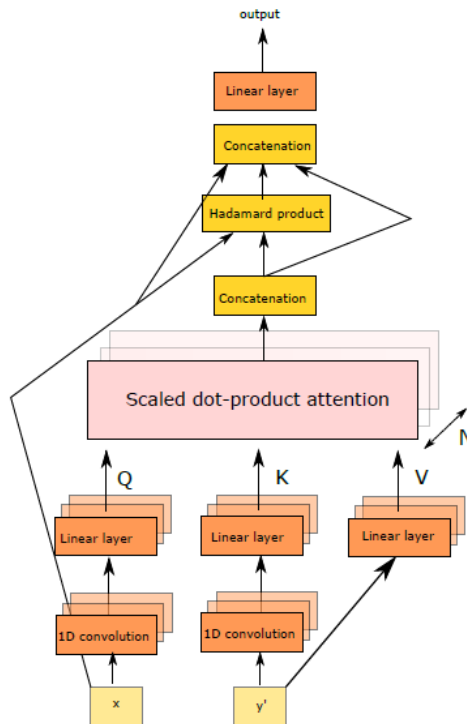 output
Linear layer
Concatenation
Hadamard product
Concatenation
Scaled dot-product attention
N
Q
K
V
Linear layer
Linear layer
Linear layer
1D convolution
1D convolution
x
y'